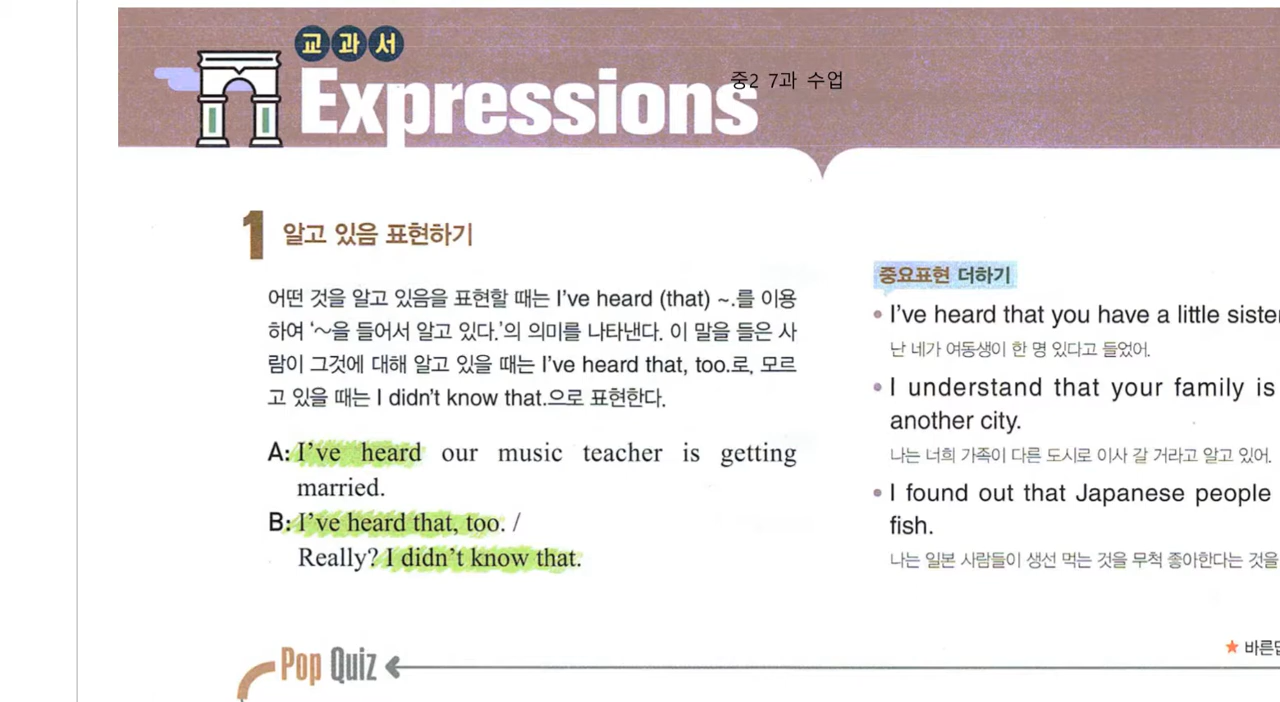 교과서
Expressions
중2 7과 수업
1 알고 있음 표현하기
어떤 것을 알고 있음을 표현할 때는 I've heard (that) ~.를 이용
하여 '~을 들어서 알고 있다.'의 의미를 나타낸다. 이 말을 들은 사
람이 그것에 대해 알고 있을 때는 I've heard that, too.로, 모르
고 있을 때는 I didn't know that.으로 표현한다.
A: I've heard our music teacher is getting
married.
B: I've heard that, too. /
Really? I didn't know that.
중요표현 더하기
• I've heard that you have a little sister
난 네가 여동생이 한 명 있다고 들었어.
• I understand that your family is
another city.
나는 너희 가족이 다른 도시로 이사 갈 거라고 알고 있어.
• I found out that Japanese people
fish.
나는 일본 사람들이 생선 먹는 것을 무척 좋아한다는 것을
★ 바른답
Pop Quiz